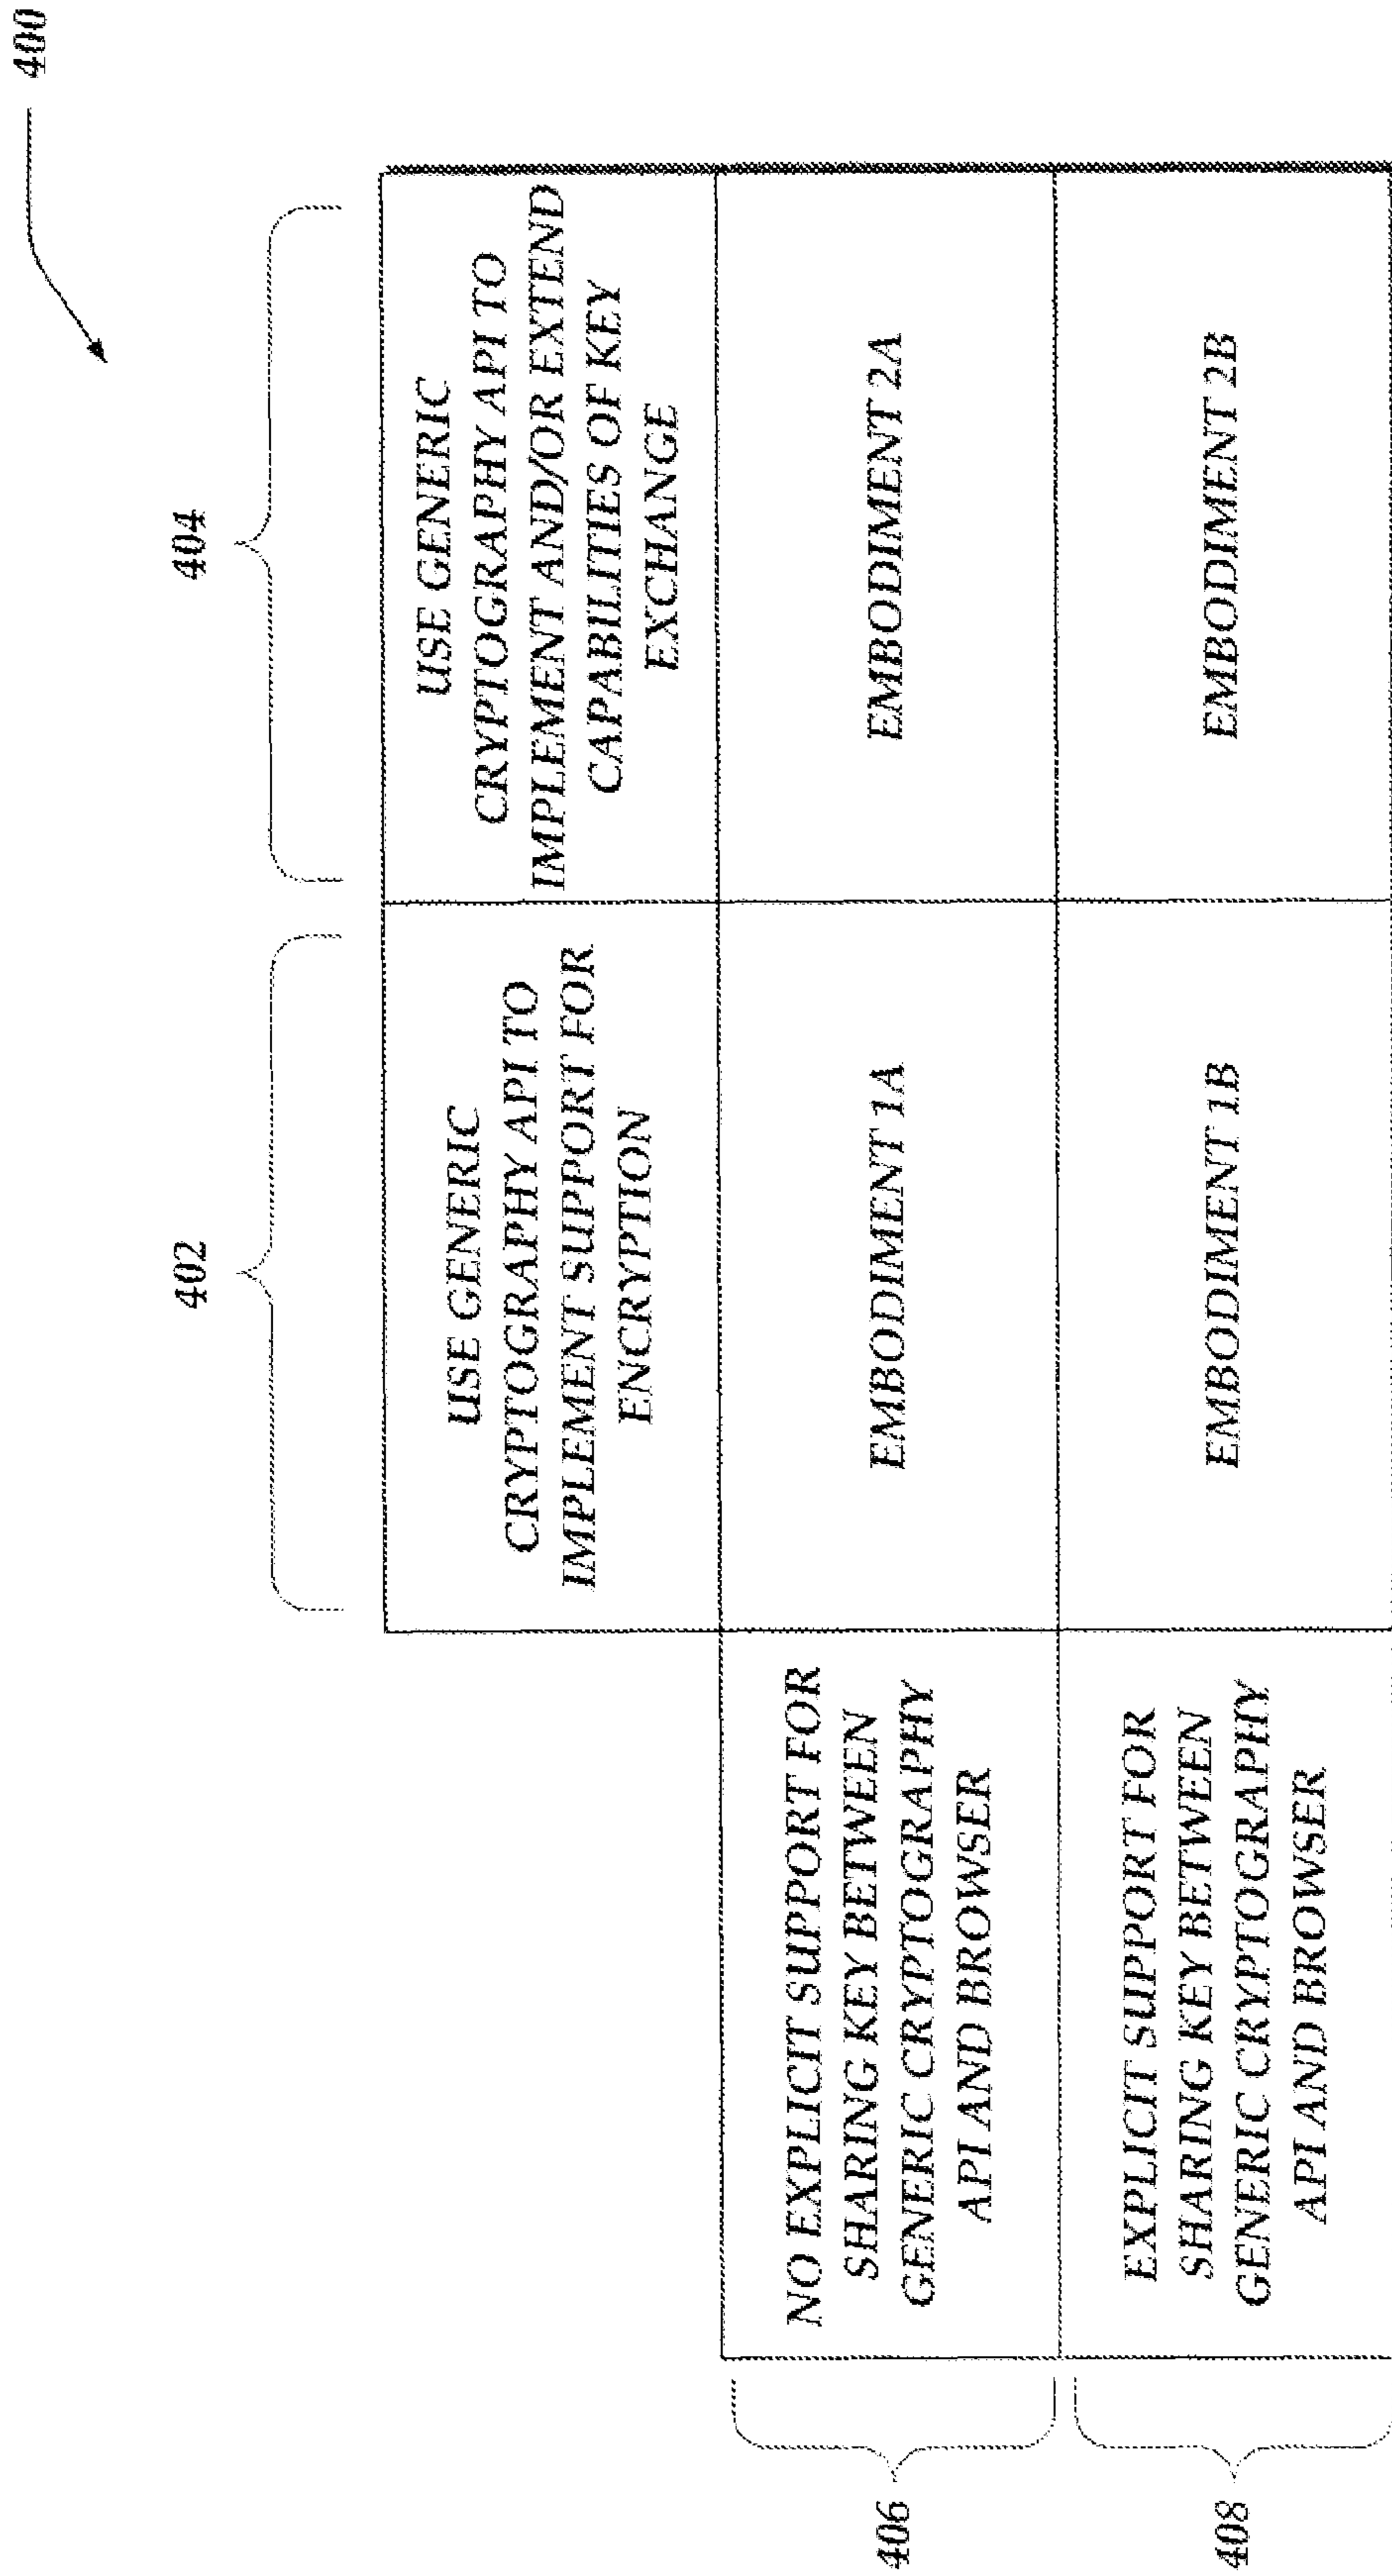 400
402
404
USE GENERIC
CRYPTOGRAPHY API TO
IMPLEMENT SUPPORT FOR
ENCRYPTION
USE GENERIC
CRYPTOGRAPHY API TO
IMPLEMENT AND/OR EXTEND
CAPABILITIES OF KEY
EXCHANGE
406
NO EXPLICIT SUPPORT FOR
SHARING KEY BETWEEN
GENERIC CRYPTOGRAPHY
API AND BROWSER
EMBODIMENT 1A
EMBODIMENT 2A
408
EXPLICIT SUPPORT FOR
SHARING KEY BETWEEN
GENERIC CRYPTOGRAPHY
API AND BROWSER
EMBODIMENT 1B
EMBODIMENT 2B